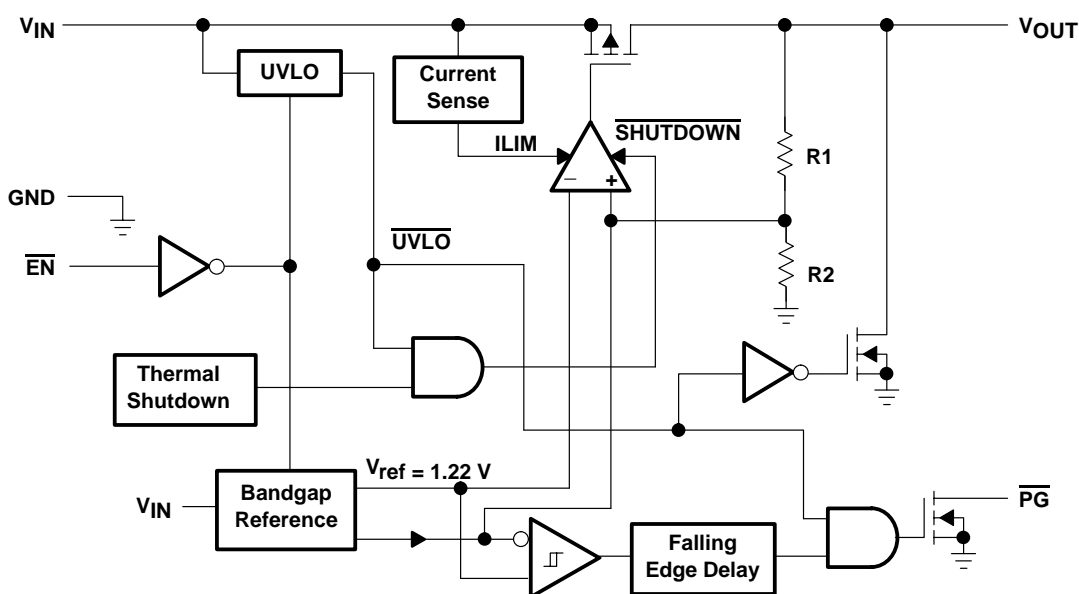 VIN
VOUT
UVLO
Current
Sense
SHUTDOWN
ILIM
R1
− +
GND
UVLO
EN
R2
Thermal
Shutdown
Vref = 1.22 V
VIN
Bandgap
Reference
PG
Falling
Edge Delay